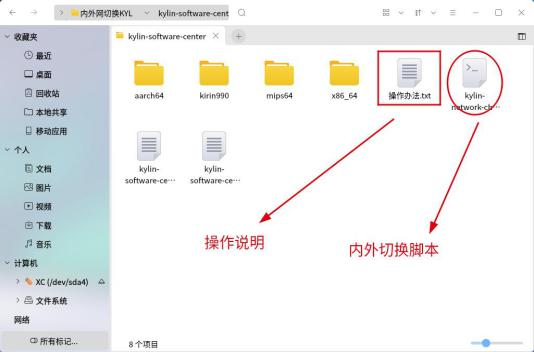 内外网切换KYL
kylin-software-cent
收藏夹
kylin-software-center
最近
桌面
回收站
本地共享
移动应用
个人
文档
图片
视频
下载
音乐
计算机
XC (/dev/sda4)
文件系统
网络
所有标记...
aarch64
kirin990
mips64
x86_64
操作办法.txt
kylin-
network-ch...
kylin-
software-ce...
kylin-
software-ce...
操作说明
内外切换脚本
8 个项目